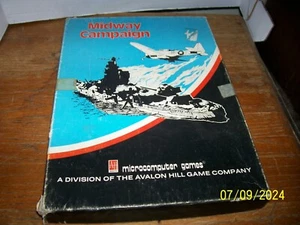 Midway
Campaign
microcomputer games
A DIVISION OF THE AVALON HILL GAME COMPANY
07/09/2024